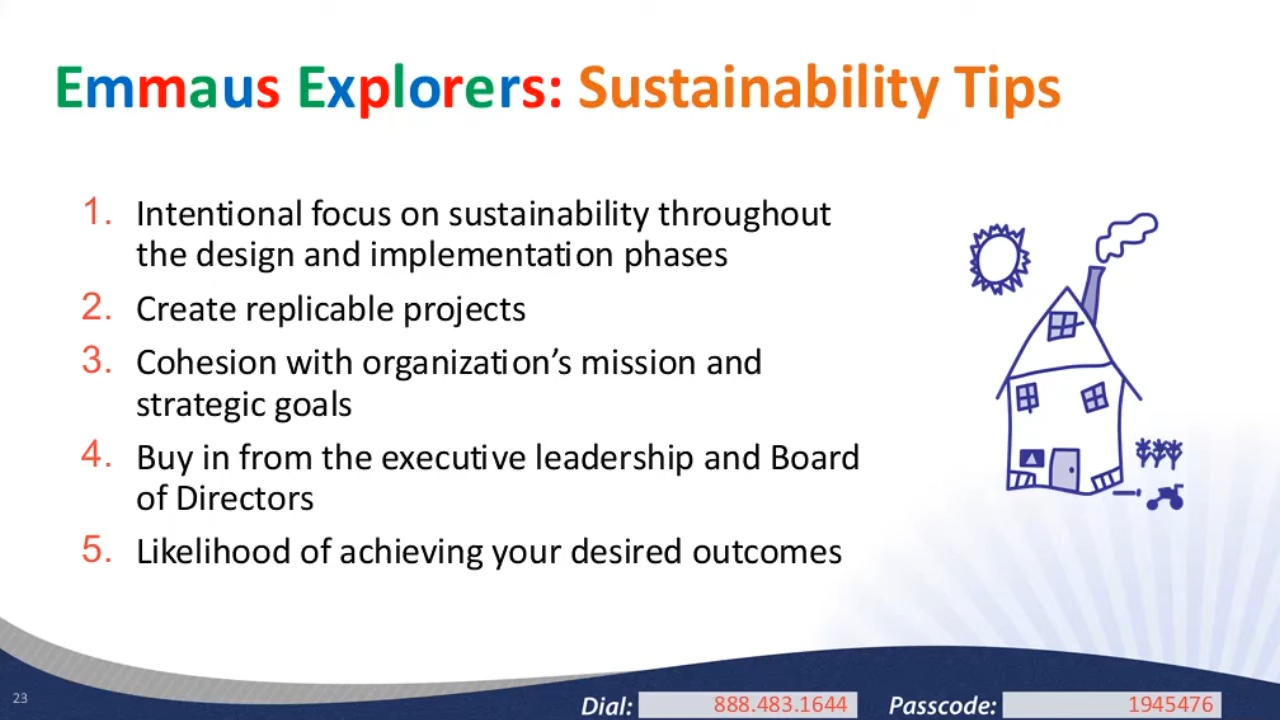 Emmaus Explorers: Sustainability Tips
1. Intentional focus on sustainability throughout
the design and implementation phases
2. Create replicable projects
3. Cohesion with organization’s mission and
strategic goals
4. Buy in from the executive leadership and Board
of Directors
5. Likelihood of achieving your desired outcomes
23
Dial: 888.483.1644 Passcode: 1945476